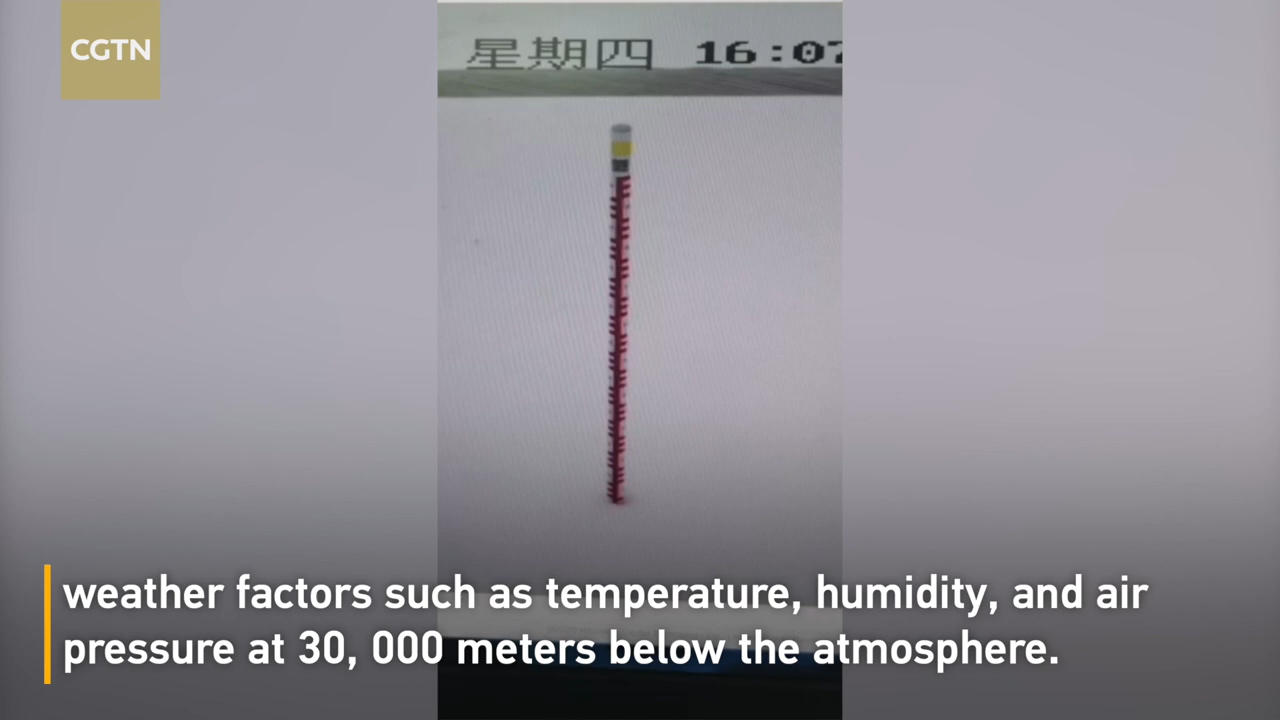 CGTN
星期四 16:07
weather factors such as temperature, humidity, and air
pressure at 30, 000 meters below the atmosphere.